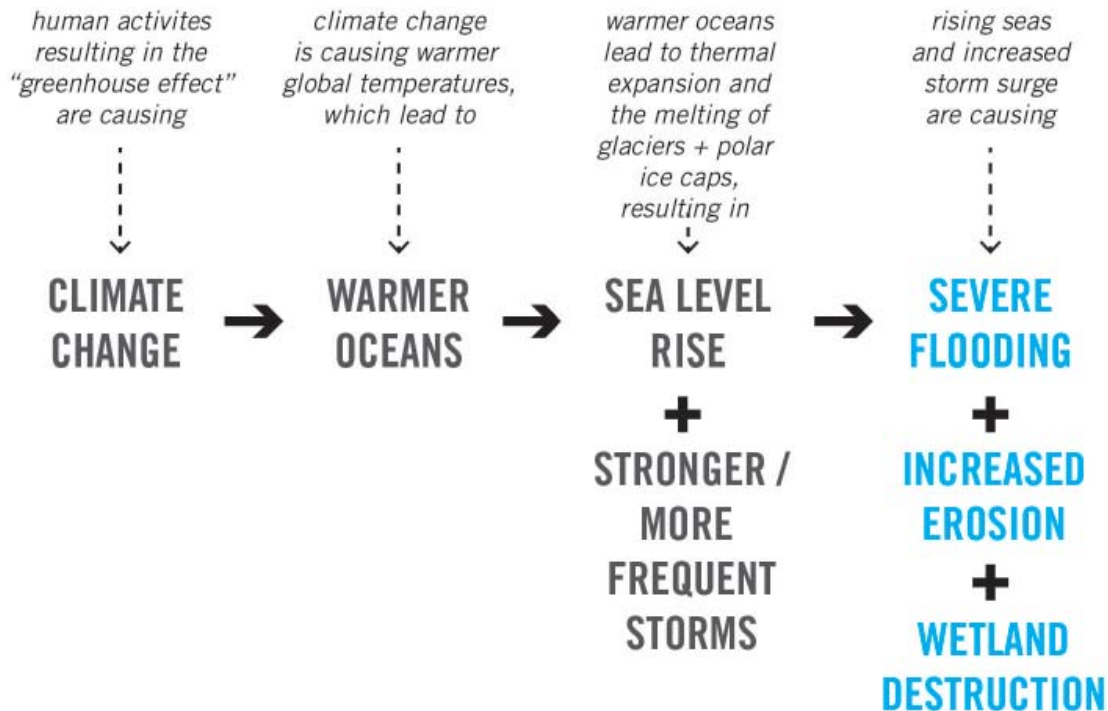 human activites
resulting in the
“greenhouse effect”
are causing
CLIMATE
CHANGE
climate change
is causing warmer
global temperatures,
which lead to
WARMER
OCEANS
warmer oceans
lead to thermal
expansion and
the melting of
glaciers + polar
ice caps,
resulting in
SEA LEVEL
RISE
+
STRONGER /
MORE
FREQUENT
STORMS
rising seas
and increased
storm surge
are causing
SEVERE
FLOODING
+
INCREASED
EROSION
+
WETLAND
DESTRUCTION